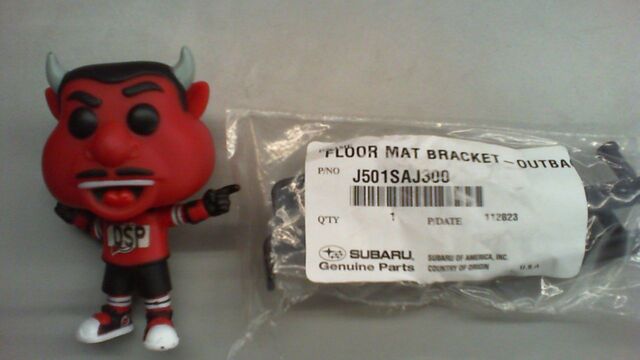 DSP
FLOOR MAT BRACKET-OUTBA
P/NO J501SAJ300
QTY 1 P/DATE 112823
SUBARU
Genuine Parts
SUBARU OF AMERICA, INC.
COUNTRY OF ORIGIN U.S.A